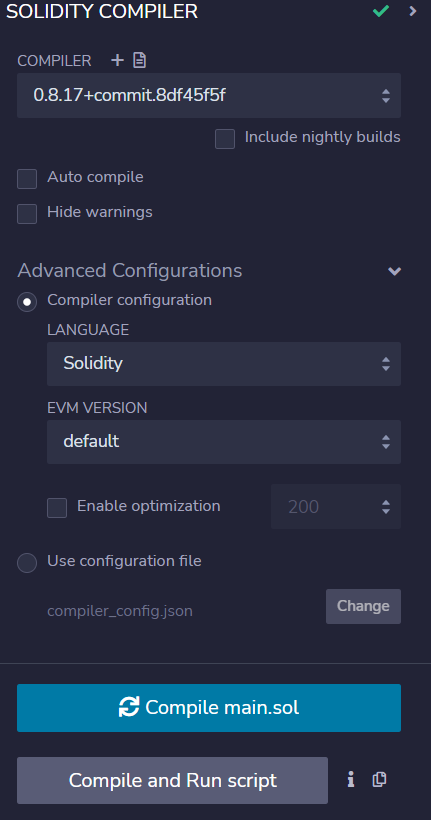 SOLIDITY COMPILER
COMPILER
0.8.17+commit.8df45f5f
Include nightly builds
Auto compile
Hide warnings
Advanced Configurations
Compiler configuration
LANGUAGE
Solidity
EVM VERSION
default
Enable optimization 200
Use configuration file
compiler_config.json Change
Compile main.sol
Compile and Run script